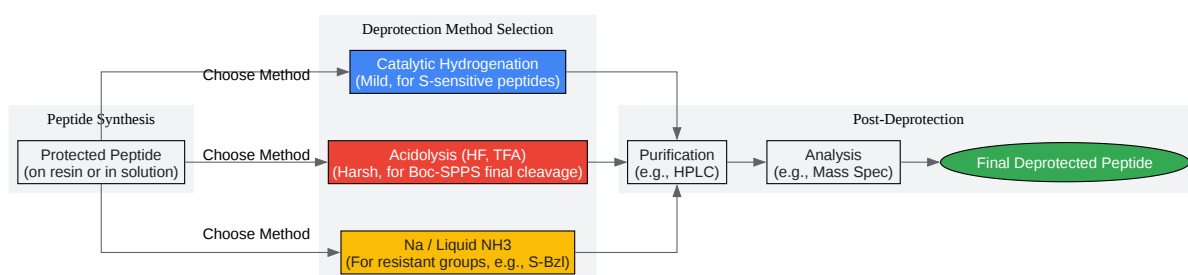 Deprotection Method Selection
Catalytic Hydrogenation
(Mild, for S-sensitive peptides)
Choose Method
Peptide Synthesis
Protected Peptide
(on resin or in solution)
Choose Method
Acidolysis (HF, TFA)
(Harsh, for Boc-SPPS final cleavage)
Choose Method
Na / Liquid NH3
(For resistant groups, e.g., S-Bzl)
Post-Deprotection
Purification
(e.g., HPLC)
Analysis
(e.g., Mass Spec)
Final Deprotected Peptide